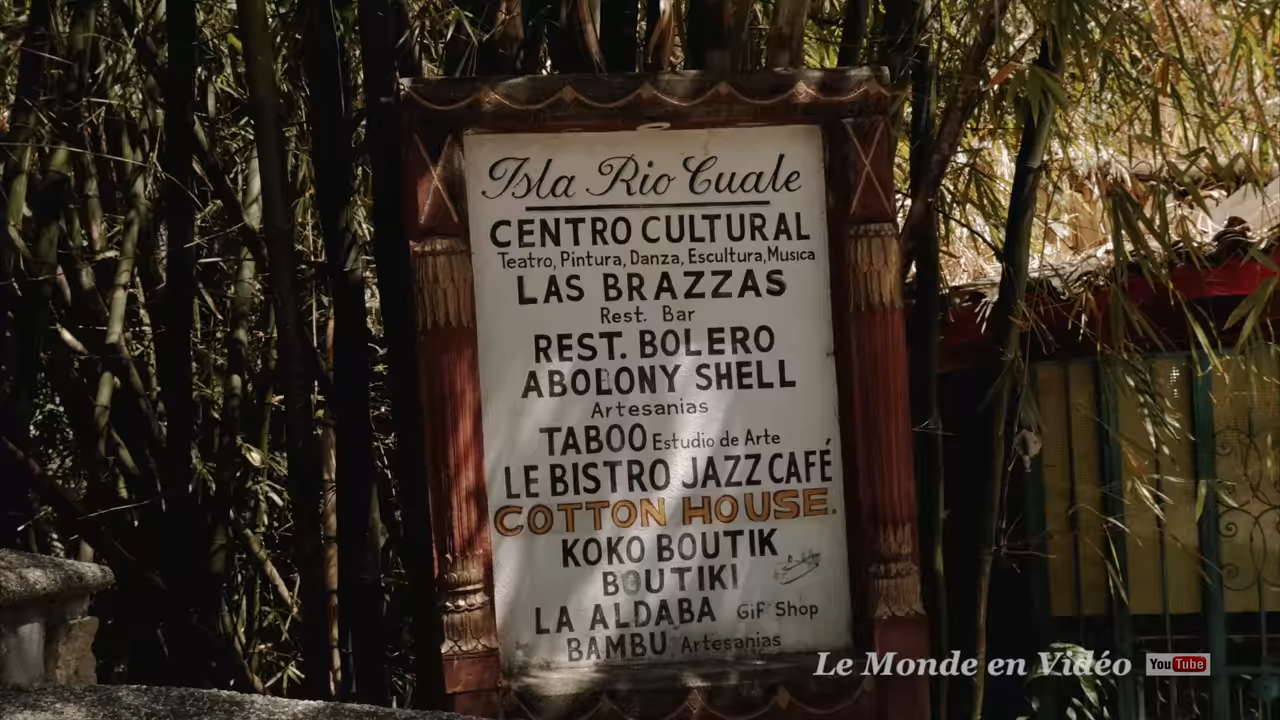 Isla Rio Cuale
CENTRO CULTURAL
Teatro, Pintura, Danza, Escultura, Musica
LAS BRAZZAS
Rest. Bar
REST. BOLERO
ABOLONY SHELL
Artesanias
TABOO Estudio de Arte
LE BISTRO JAZZ CAFÉ
COTTON HOUSE.
KOKO BOUTIK
BOUTIKI
LA ALDABA Gif Shop
BAMBU Artesanias
Le Monde en Vidéo YouTube